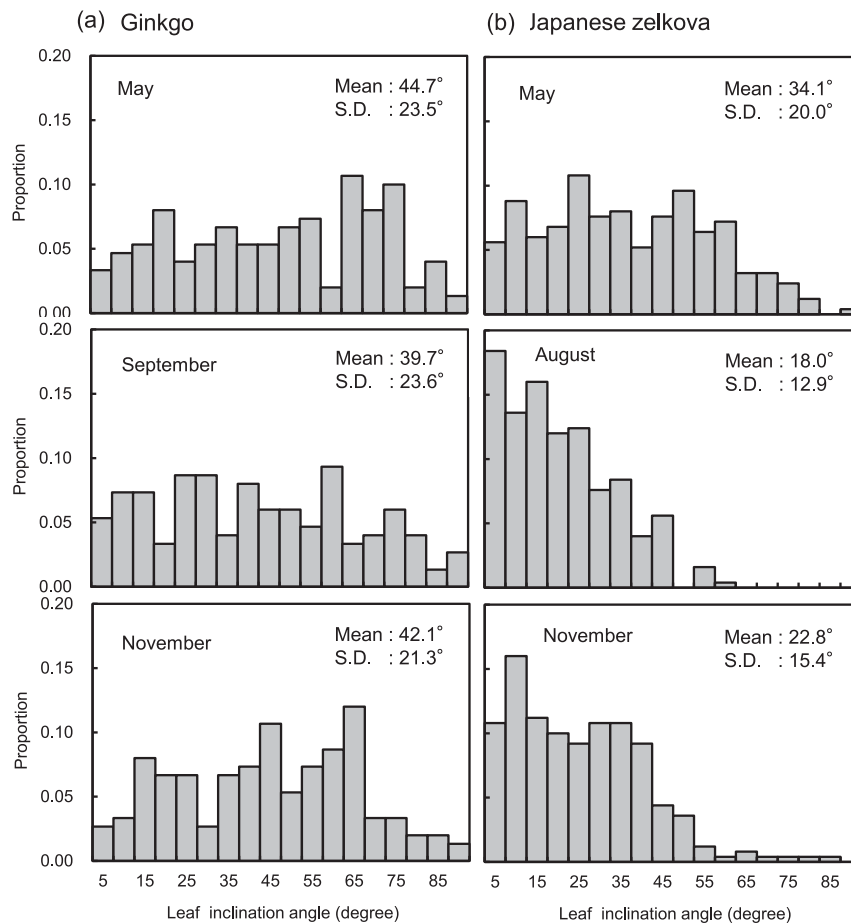 (a) Ginkgo
(b) Japanese zelkova
0.20
0.15
0.10
0.05
0.00
Proportion
May
Mean : 44.7°
S.D. : 23.5°
May
Mean : 34.1°
S.D. : 20.0°
0.20
0.15
0.10
0.05
0.00
Proportion
September
Mean : 39.7°
S.D. : 23.6°
August
Mean : 18.0°
S.D. : 12.9°
0.20
0.15
0.10
0.05
0.00
Proportion
November
Mean : 42.1°
S.D. : 21.3°
November
Mean : 22.8°
S.D. : 15.4°
5 15 25 35 45 55 65 75 85
5 15 25 35 45 55 65 75 85
Leaf inclination angle (degree)
Leaf inclination angle (degree)